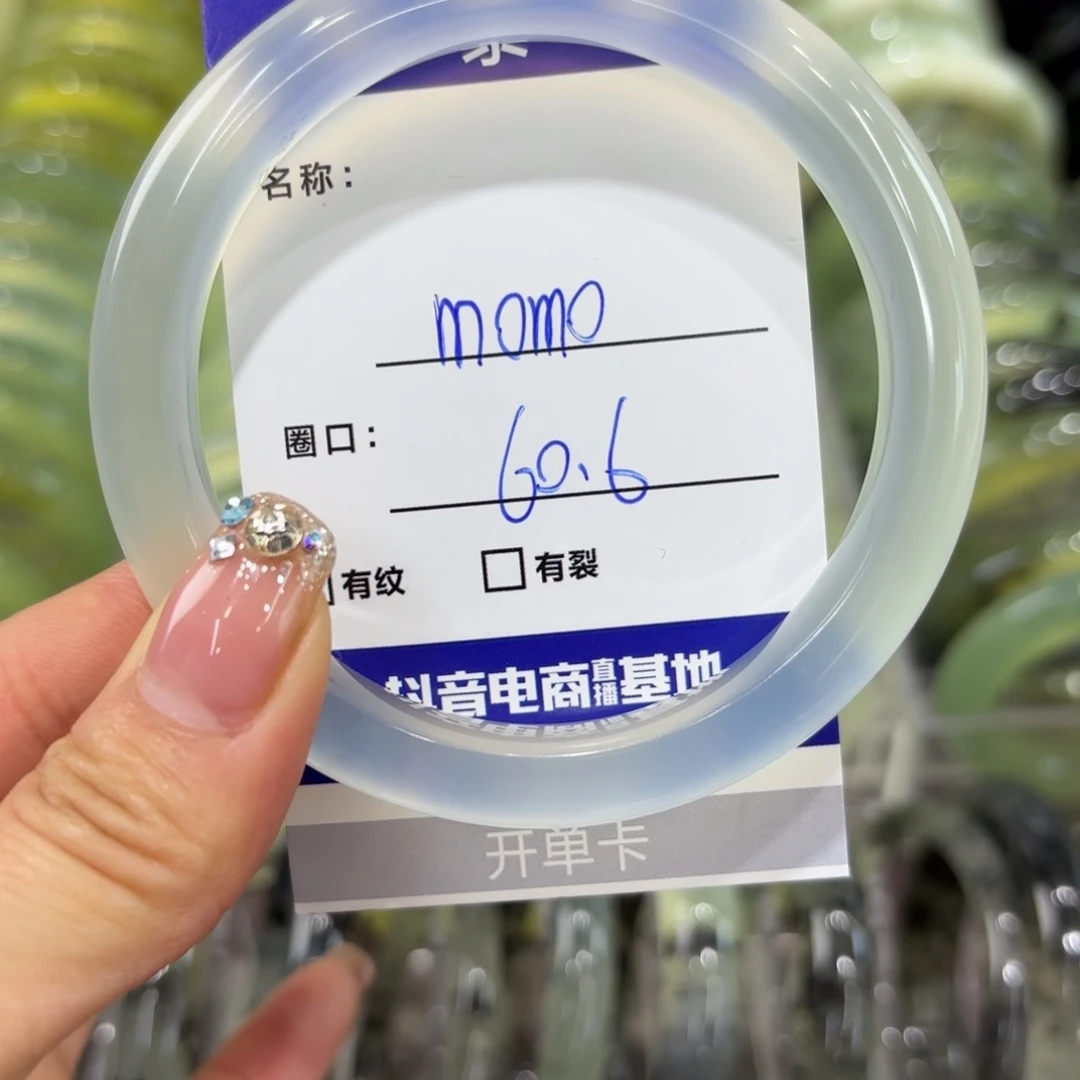 名称：
momo
圈口：
60.6
有纹 有裂
抖音电商直播基地
开单卡